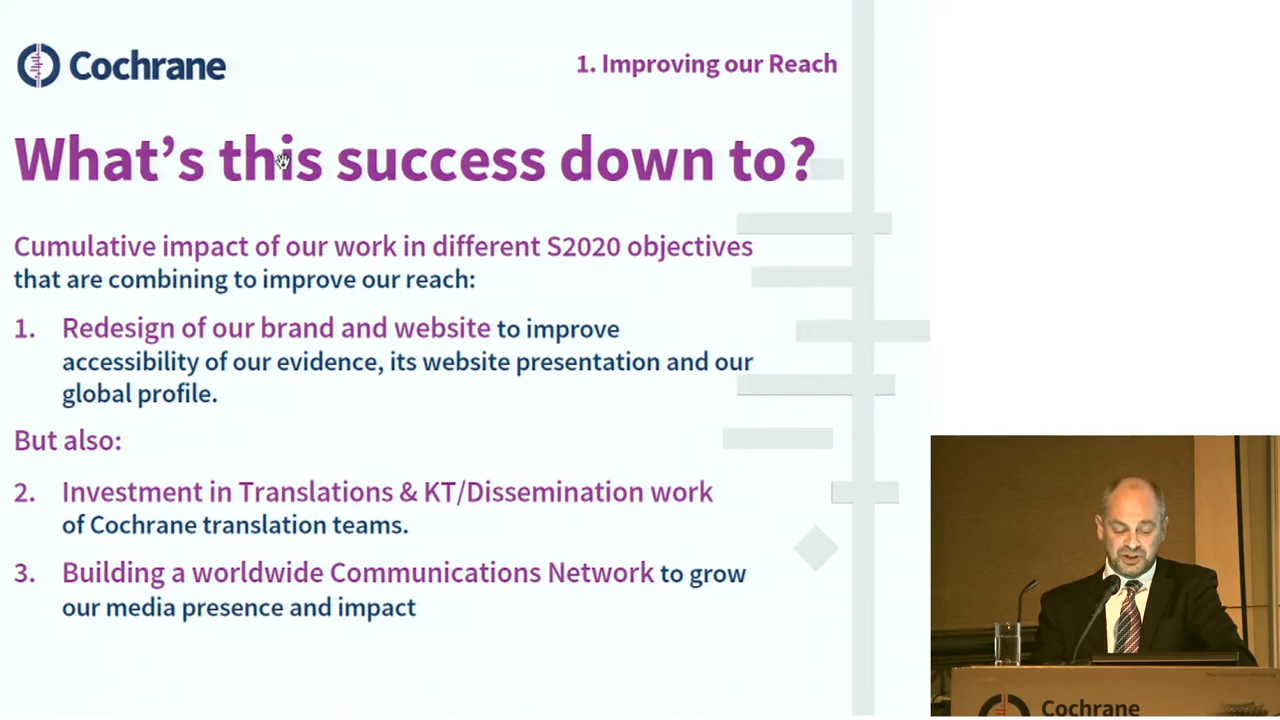 Cochrane
1. Improving our Reach
What's this success down to?
Cumulative impact of our work in different S2020 objectives
that are combining to improve our reach:
1. Redesign of our brand and website to improve
accessibility of our evidence, its website presentation and our
global profile.
But also:
2. Investment in Translations & KT/Dissemination work
of Cochrane translation teams.
3. Building a worldwide Communications Network to grow
our media presence and impact
Cochrane